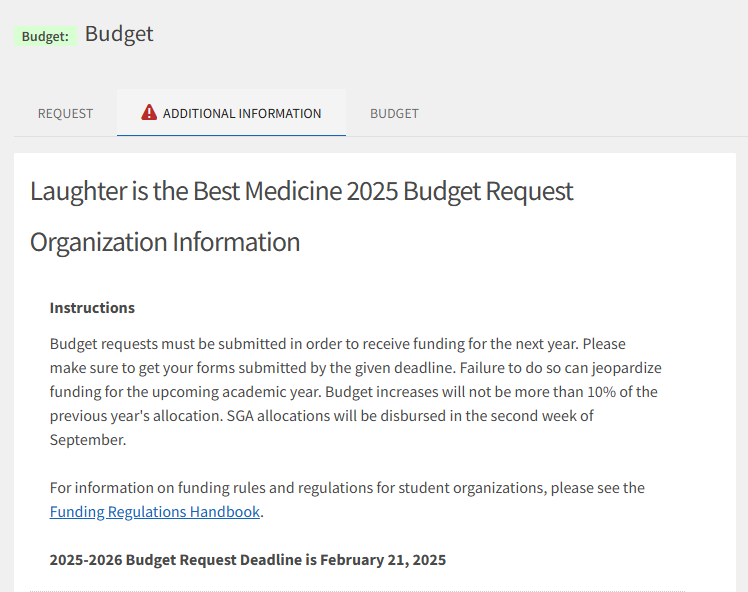 Budget: Budget
REQUEST ADDITIONAL INFORMATION BUDGET
Laughter is the Best Medicine 2025 Budget Request
Organization Information
Instructions
Budget requests must be submitted in order to receive funding for the next year. Please
make sure to get your forms submitted by the given deadline. Failure to do so can jeopardize
funding for the upcoming academic year. Budget increases will not be more than 10% of the
previous year's allocation. SGA allocations will be disbursed in the second week of
September.
For information on funding rules and regulations for student organizations, please see the
Funding Regulations Handbook.
2025-2026 Budget Request Deadline is February 21, 2025